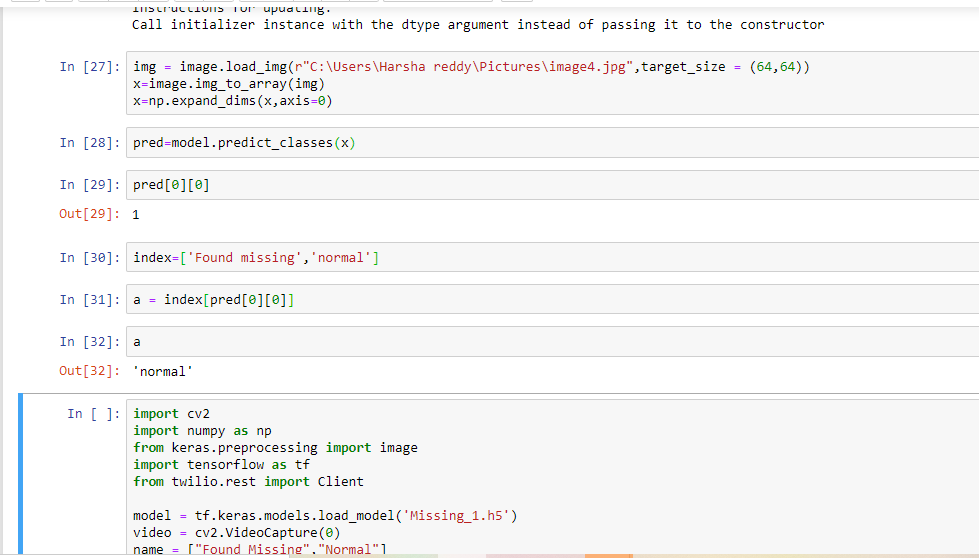 Instructions for updating:
Call initializer instance with the dtype argument instead of passing it to the constructor
In [27]: img = image.load_img(r"C:\Users\Harsha reddy\Pictures\image4.jpg",target_size = (64,64))
x=image.img_to_array(img)
x=np.expand_dims(x,axis=0)
In [28]: pred=model.predict_classes(x)
In [29]: pred[0][0]
Out[29]: 1
In [30]: index=['Found missing','normal']
In [31]: a = index[pred[0][0]]
In [32]: a
Out[32]: 'normal'
In [ ]: import cv2
import numpy as np
from keras.preprocessing import image
import tensorflow as tf
from twilio.rest import Client
model = tf.keras.models.load_model('Missing_1.h5')
video = cv2.VideoCapture(0)
name = ["Found Missing","Normal"]